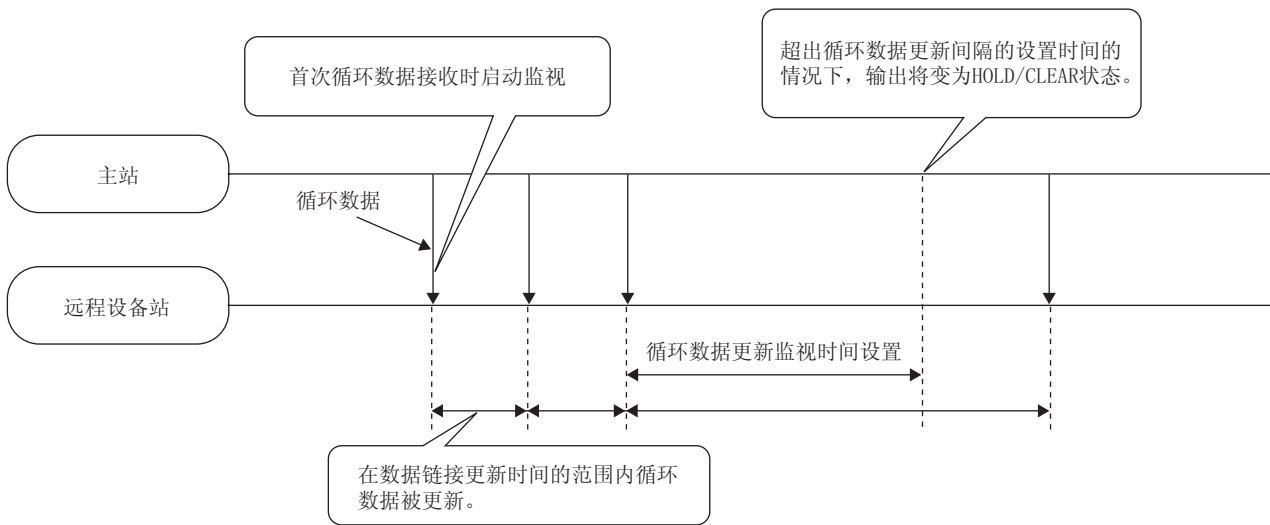 首次循环数据接收时启动监视
超出循环数据更新间隔的设置时间的
情况下，输出将变为HOLD/CLEAR状态。
主站
循环数据
远程设备站
循环数据更新监视时间设置
在数据链接更新时间的范围内循环
数据被更新。